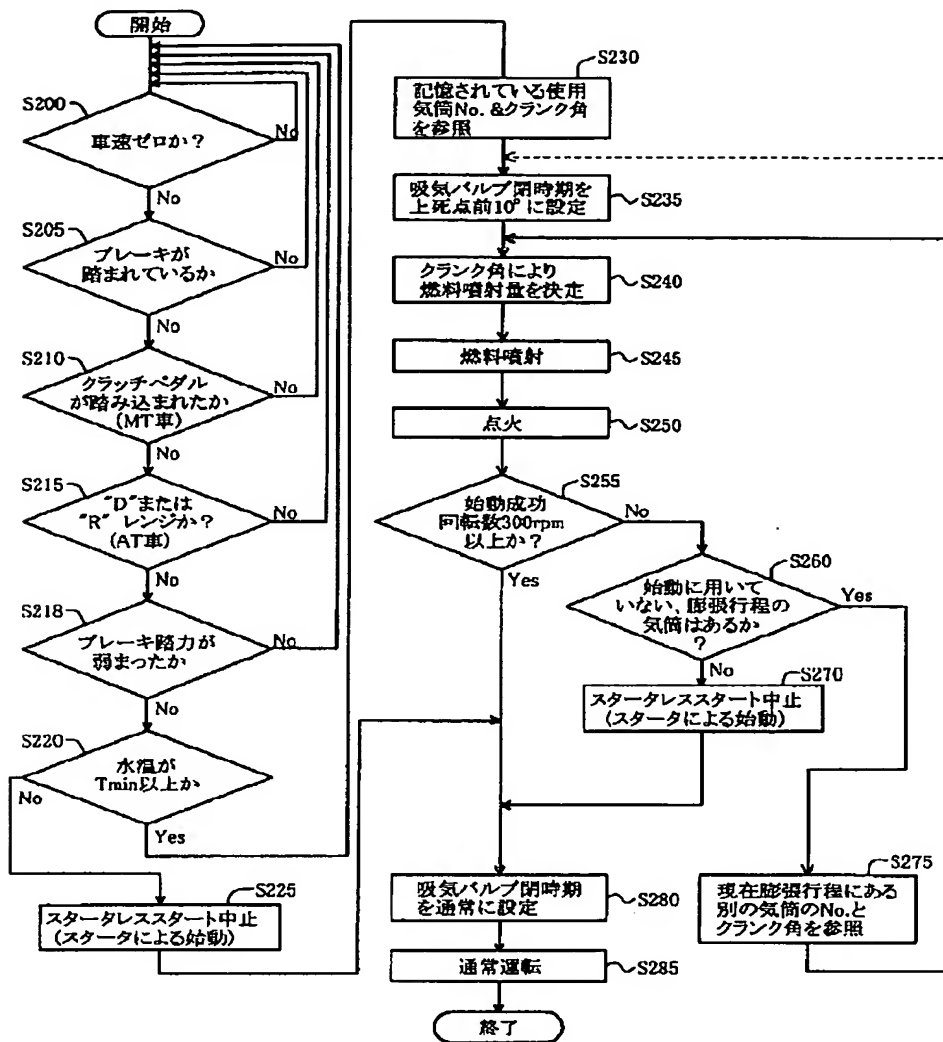 開始
S200
車速ゼロか?
No
No
S205
ブレーキが
踏まれているか
No
No
S210
クラッチペダル
が踏み込まれたか
(MT車)
No
No
S215
"D"または
"R"レンジか?
(AT車)
No
No
S218
ブレーキ踏力が
弱まったか
No
No
S220
水温が
Tmin以上か
No
Yes
S225
スタータレススタート中止
(スタータによる始動)
S230
記憶されている使用
気筒No.&クランク角
を参照
吸気バルブ閉時期を
上死点前10°に設定
S235
クランク角により
燃料噴射量を決定
S240
燃料噴射
S245
点火
S250
S255
始動成功
回転数300rpm
以上か?
No
Yes
S260
始動に用いて
いない、膨張行程の
気筒はあるか
?
Yes
No
S270
スタータレススタート中止
(スタータによる始動)
S275
現在膨張行程にある
別の気筒のNo.と
クランク角を参照
吸気バルブ閉時期
を通常に設定
S280
通常運転
S285
終了